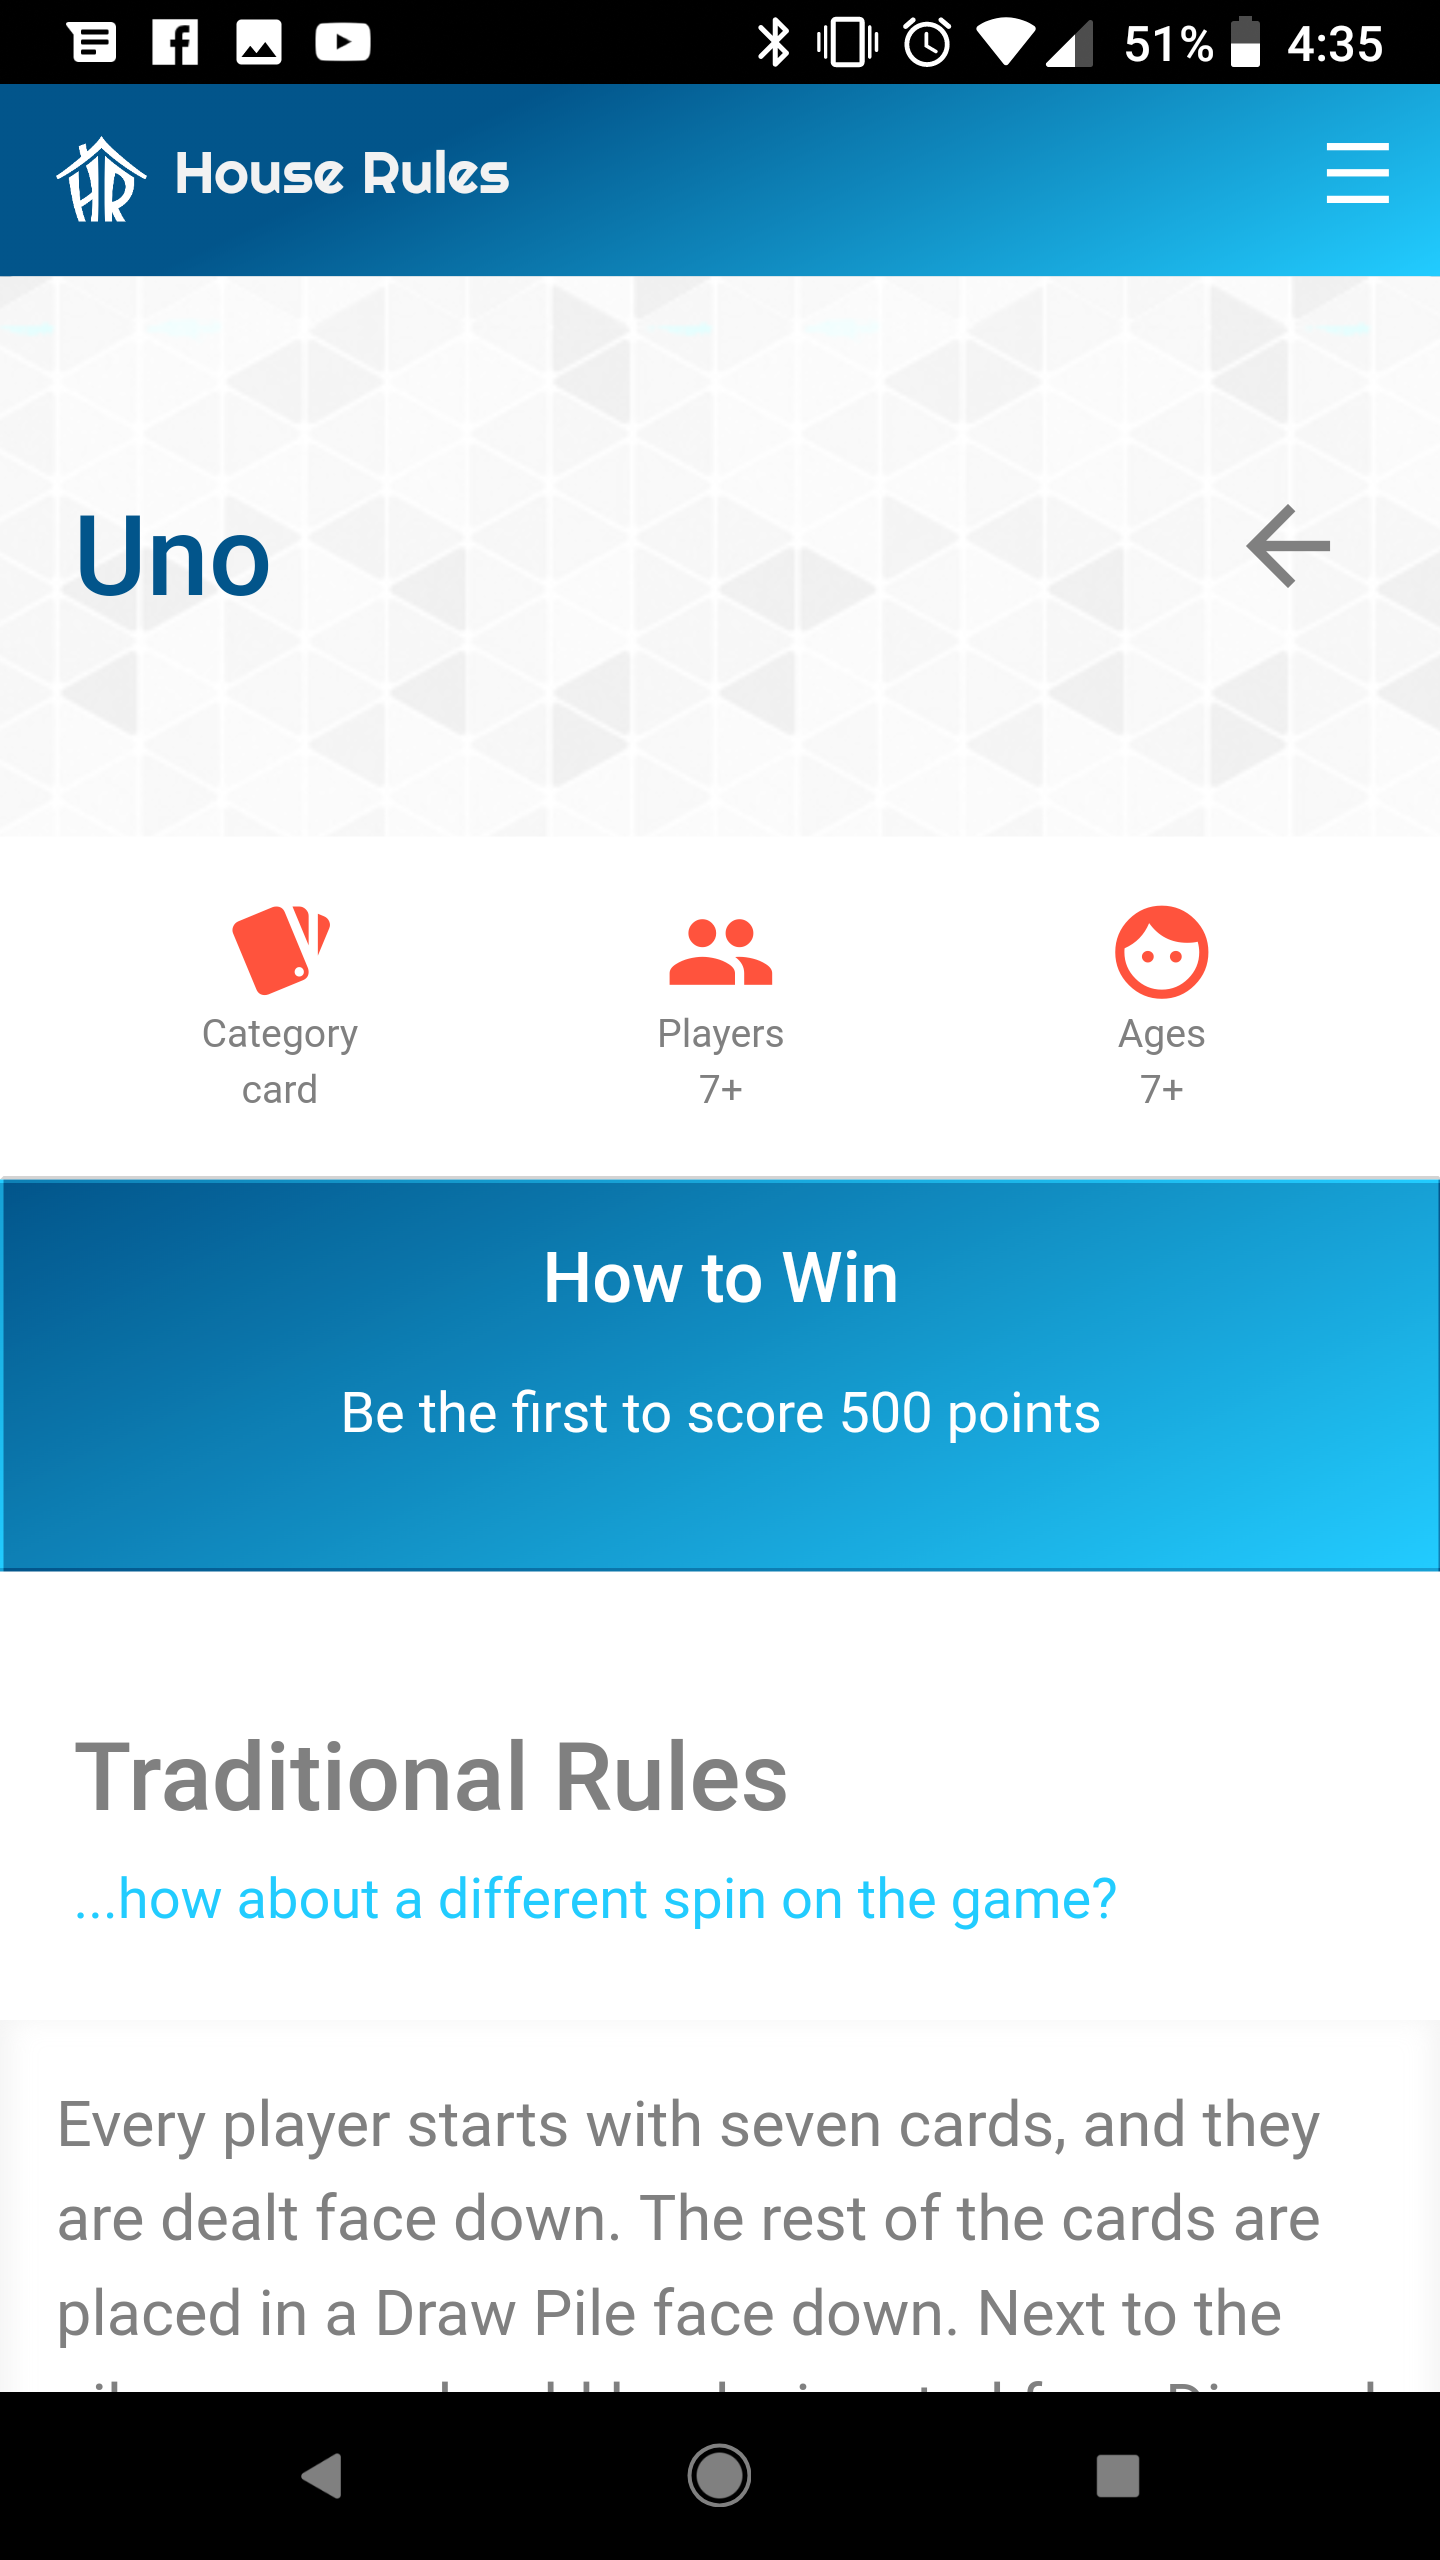 51% 4:35
HR House Rules
Uno
Category Players Ages
card 7+ 7+
How to Win
Be the first to score 500 points
Traditional Rules
...how about a different spin on the game?
Every player starts with seven cards, and they
are dealt face down. The rest of the cards are
placed in a Draw Pile face down. Next to the